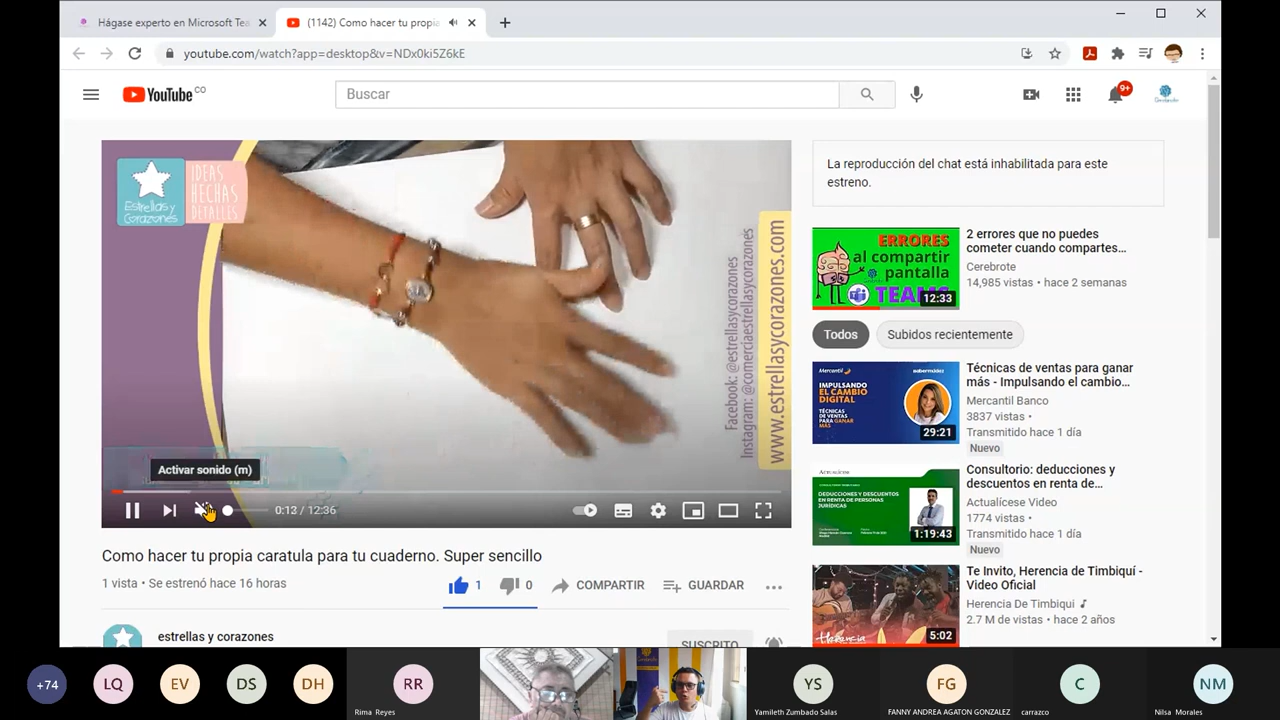 Hágase experto en Microsoft Tea
(1142) Como hacer tu propia
youtube.com/watch?app=desktop&v=NDx0ki5Z6kE
YouTube CO
Buscar
9+
Estrellas y
Corazones
IDEAS
HECHAS
DETALLES
Facebook: @estrellasycorazones
Instagram: @comerciaestrellasycorazones
www.estrellasycorazones.com
Activar sonido (m)
0:13 / 12:36
Como hacer tu propia caratula para tu cuaderno. Super sencillo
1 vista • Se estrenó hace 16 horas
1
0
COMPARTIR
GUARDAR
estrellas y corazones
SUSCRITO
La reproducción del chat está inhabilitada para este
estreno.
ERRORES
al compartir
pantalla
TEAMS
12:33
2 errores que no puedes
cometer cuando compartes...
Cerebrote
14,985 vistas • hace 2 semanas
Todos
Subidos recientemente
Mercantil
IMPULSANDO
EL CAMBIO
DIGITAL
TÉCNICAS
DE VENTAS
PARA GANAR
MÁS
29:21
Técnicas de ventas para ganar
más - Impulsando el cambio...
Mercantil Banco
3837 vistas •
Transmitido hace 1 día
Nuevo
Actualícese
DEDUCCIONES Y
DESCUENTOS EN
RENTA DE
PERSONAS
JURÍDICAS
1:19:43
Consultorio: deducciones y
descuentos en renta de...
Actualícese Video
1774 vistas •
Transmitido hace 1 día
Nuevo
5:02
Te Invito, Herencia de Timbiquí -
Video Oficial
Herencia De Timbiqui
2.7 M de vistas • hace 2 años
+74
LQ
EV
DS
DH
RR
Rima Reyes
YS
Yamileth Zumbado Salas
FG
FANNY ANDREA AGATON GONZALEZ
C
carrazco
NM
Nilsa Morales